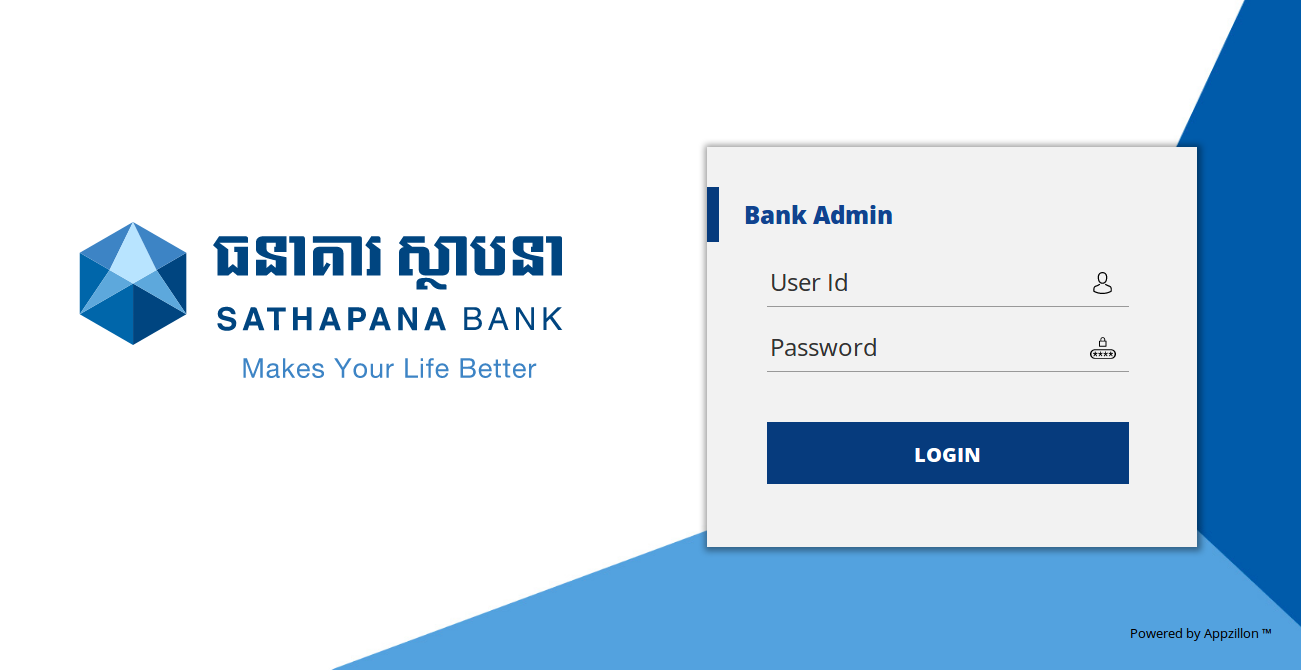 ធនាគារ ស្ថាបនា
SATHAPANA BANK
Makes Your Life Better
Bank Admin
User Id
Password
****
LOGIN
Powered by Appzillon ™